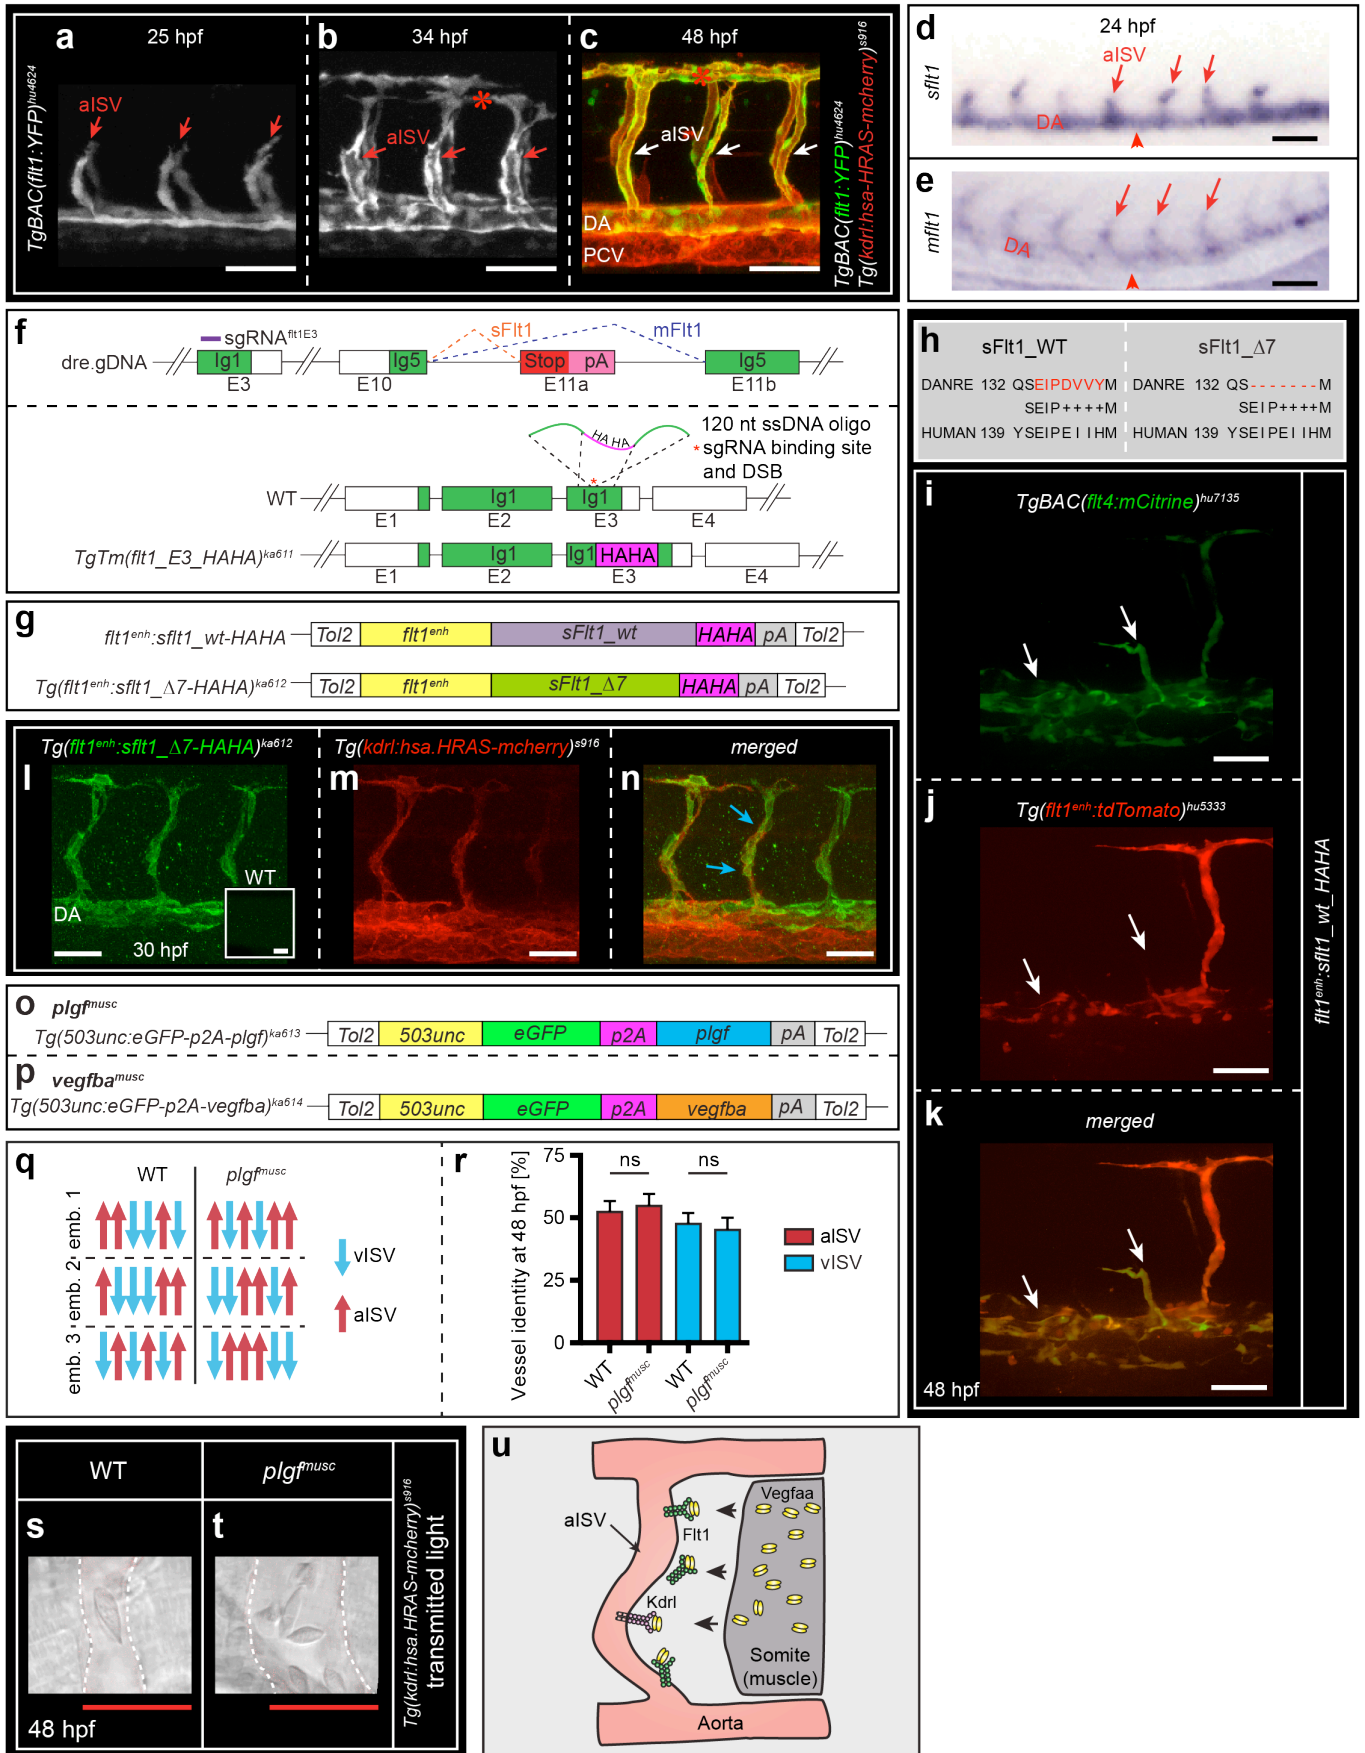 a
25 hpf
TgBAC(flt1:YFP)hu4624
aISV
b
34 hpf
aISV
*
c
48 hpf
*
aISV
DA
PCV
TgBAC(flt1:YFP)hu4624
Tg(kdrl:hsa-HRAS-mcherry)s916
d
24 hpf
sflt1
aISV
DA
e
mflt1
DA
f
sgRNAflt1E3
sFlt1
mFlt1
dre.gDNA
Ig1
Ig5
Stop
pA
Ig5
E3
E10
E11a
E11b
HA HA
120 nt ssDNA oligo
* sgRNA binding site
and DSB
*
WT
Ig1
Ig1
E1
E2
E3
E4
TgTm(flt1_E3_HAHA)ka611
Ig1
Ig1
HAHA
E1
E2
E3
E4
g
flt1enh:sflt1_wt-HAHA
Tol2
flt1enh
sFlt1_wt
HAHA
pA
Tol2
Tg(flt1enh:sflt1_Δ7-HAHA)ka612
Tol2
flt1enh
sFlt1_Δ7
HAHA
pA
Tol2
h
sFlt1_WT
sFlt1_Δ7
DANRE 132 QSEIPDVVYM
SEIP++++M
HUMAN 139 YSEIPEIIHM
DANRE 132 QS-------M
SEIP++++M
HUMAN 139 YSEIPEIIHM
i
TgBAC(flt4:mCitrine)hu7135
j
Tg(flt1enh:tdTomato)hu5333
k
merged
48 hpf
flt1enh:sflt1_wt_HAHA
Tg(flt1enh:sflt1_Δ7-HAHA)ka612
Tg(kdrl:hsa.HRAS-mcherry)s916
merged
l
DA
WT
30 hpf
m
n
o
plgfmusc
Tg(503unc:eGFP-p2A-plgf)ka613
Tol2
503unc
eGFP
p2A
plgf
pA
Tol2
p
vegfbamusc
Tg(503unc:eGFP-p2A-vegfba)ka614
Tol2
503unc
eGFP
p2A
vegfba
pA
Tol2
q
WT
plgfmusc
emb. 1
emb. 2
emb. 3
vISV
aISV
r
Vessel identity at 48 hpf [%]
75
50
25
0
ns
ns
WT
plgfmusc
WT
plgfmusc
aISV
vISV
WT
plgfmusc
s
t
48 hpf
Tg(kdrl:hsa.HRAS-mcherry)s916
transmitted light
u
aISV
Vegfaa
Flt1
Kdrl
Somite
(muscle)
Aorta